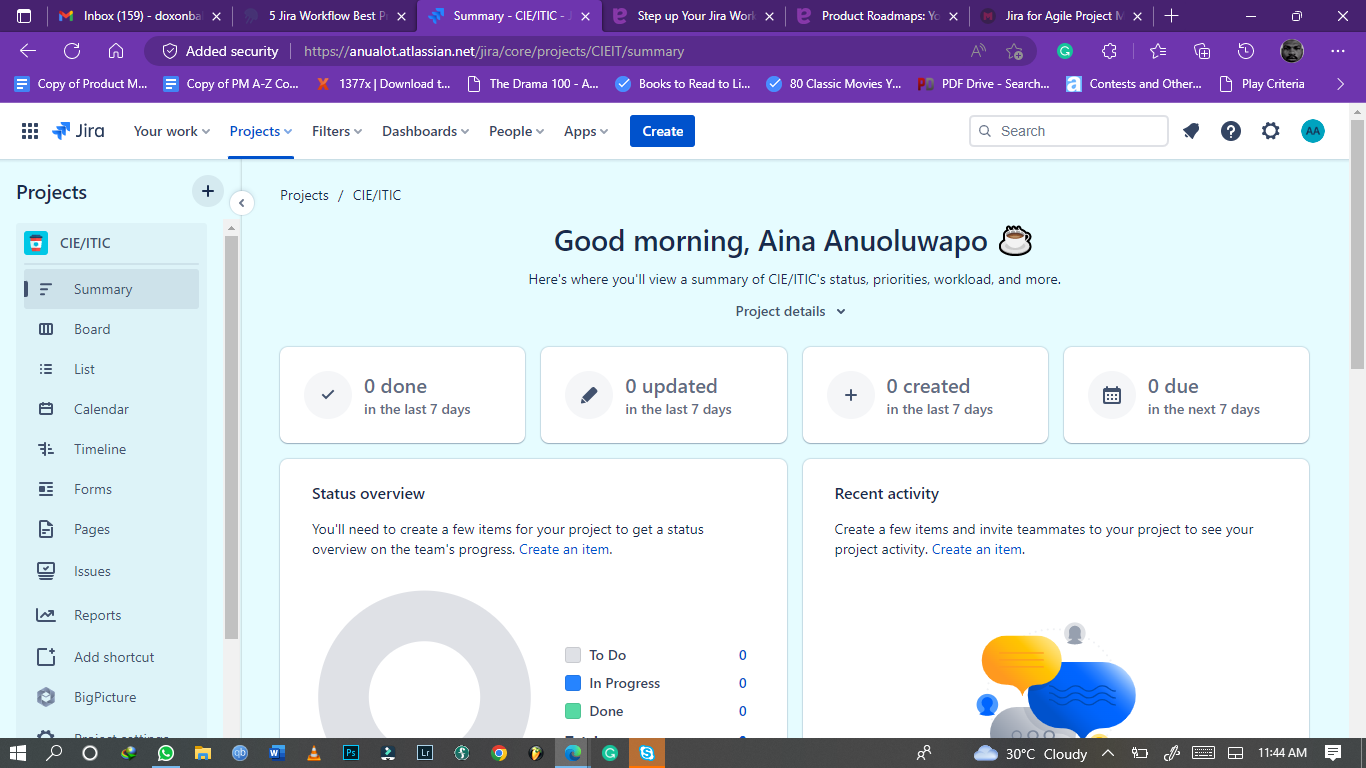 Inbox (159) - doxonba
5 Jira Workflow Best P
Summary - CIE/ITIC - J
Step up Your Jira Work
Product Roadmaps: Yo
Jira for Agile Project M
Added security
https://anualot.atlassian.net/jira/core/projects/CIEIT/summary
Copy of Product M...
Copy of PM A-Z Co...
1377x | Download t...
The Drama 100 - A...
Books to Read to Li...
80 Classic Movies Y...
PDF Drive - Search...
Contests and Other...
Play Criteria
Jira
Your work
Projects
Filters
Dashboards
People
Apps
Create
Search
AA
Projects
CIE/ITIC
Summary
Board
List
Calendar
Timeline
Forms
Pages
Issues
Reports
Add shortcut
BigPicture
Project settings
Projects / CIE/ITIC
Good morning, Aina Anuoluwapo
Here's where you'll view a summary of CIE/ITIC's status, priorities, workload, and more.
Project details
0 done
in the last 7 days
0 updated
in the last 7 days
0 created
in the last 7 days
0 due
in the next 7 days
Status overview
You'll need to create a few items for your project to get a status
overview on the team's progress. Create an item.
To Do 0
In Progress 0
Done 0
Recent activity
Create a few items and invite teammates to your project to see your
project activity. Create an item.
30°C Cloudy
11:44 AM